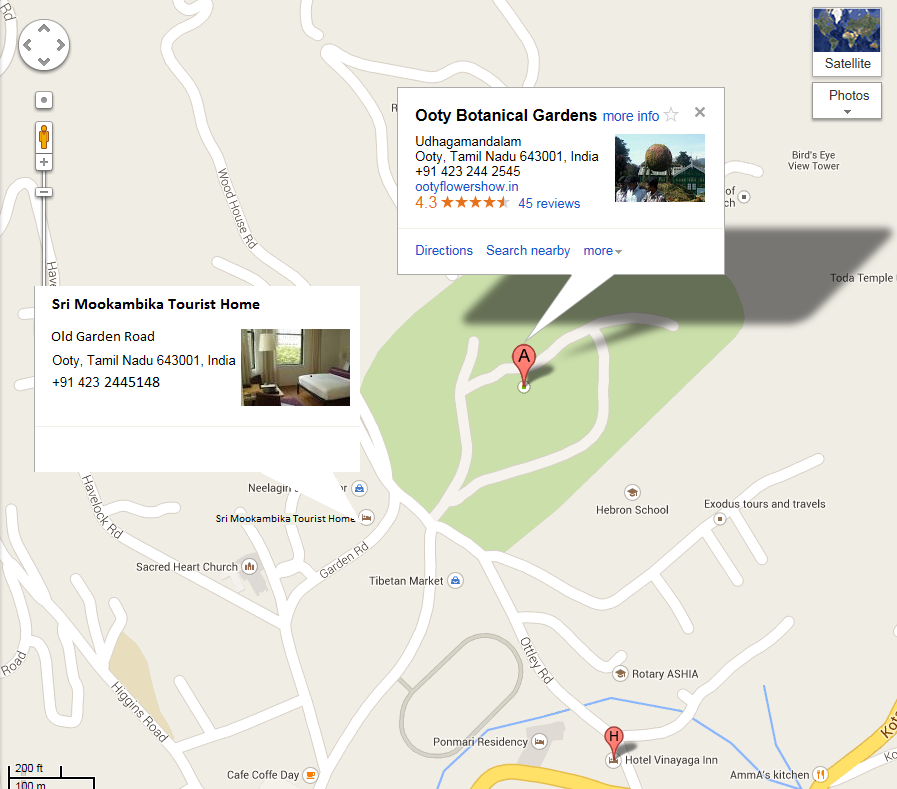 Rd
Satellite
Photos
Ooty Botanical Gardens more info
Udhagamandalam
Ooty, Tamil Nadu 643001, India
+91 423 244 2545
ootyflowershow.in
4.3 45 reviews
Directions Search nearby more
Bird's Eye
View Tower
of
ch
Wood House Rd
Toda Temple
Sri Mookambika Tourist Home
Old Garden Road
Ooty, Tamil Nadu 643001, India
+91 423 2445148
A
Neelagiri
Sri Mookambika Tourist Home
Havelock Rd
Garden Rd
Sacred Heart Church
Tibetan Market
Hebron School
Exodus tours and travels
Ottley Rd
Rotary ASHIA
Road
Higgins Road
Ponmari Residency
H
Hotel Vinayaga Inn
Cafe Coffe Day
AmmA's kitchen
200 ft
100 m